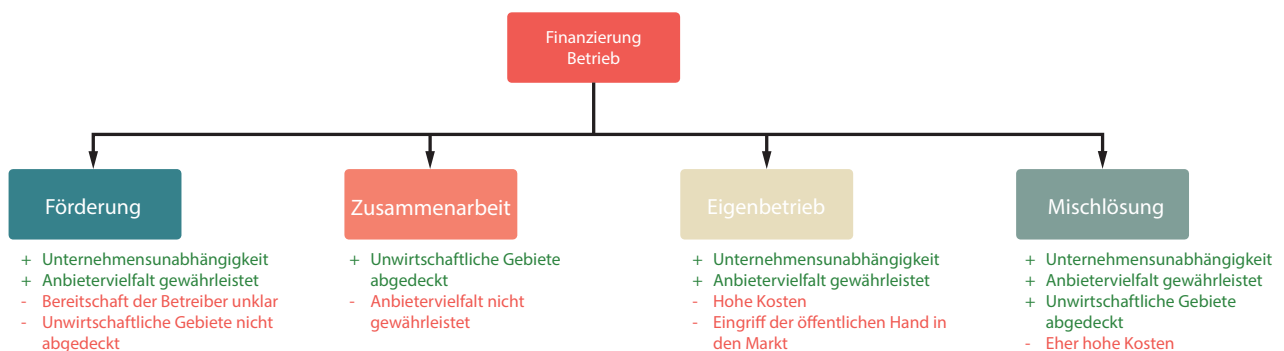 Finanzierung
Betrieb
Förderung
+ Unternehmensunabhängigkeit
+ Anbietervielfalt gewährleistet
- Bereitschaft der Betreiber unklar
- Unwirtschaftliche Gebiete nicht
abgedeckt
Zusammenarbeit
+ Unwirtschaftliche Gebiete
abgedeckt
- Anbietervielfalt nicht
gewährleistet
Eigenbetrieb
+ Unternehmensunabhängigkeit
+ Anbietervielfalt gewährleistet
- Hohe Kosten
- Eingriff der öffentlichen Hand in
den Markt
Mischlösung
+ Unternehmensunabhängigkeit
+ Anbietervielfalt gewährleistet
+ Unwirtschaftliche Gebiete
abgedeckt
- Eher hohe Kosten